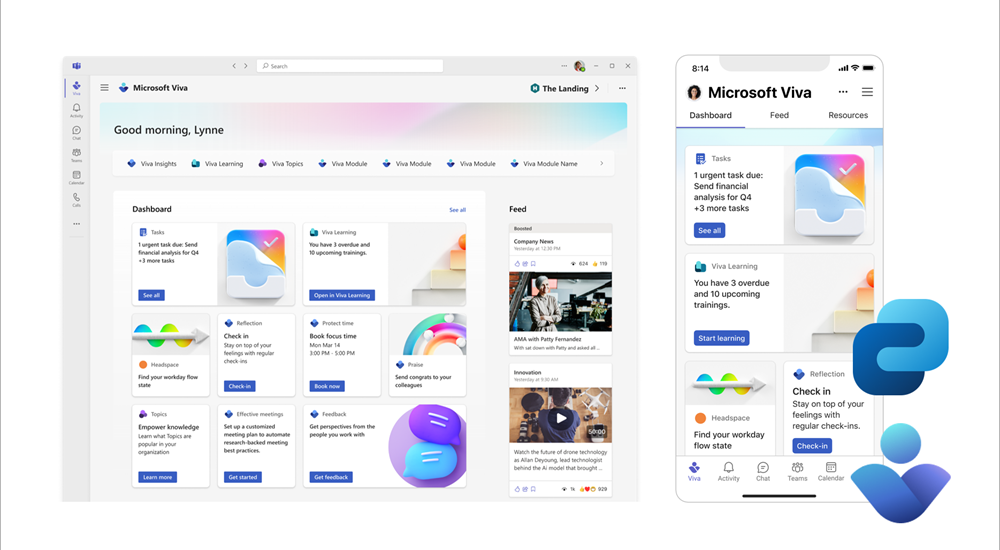 Search
Viva
Activity
Chat
Teams
Calendar
Calls
Microsoft Viva
The Landing
Good morning, Lynne
Viva Insights
Viva Learning
Viva Topics
Viva Module
Viva Module
Viva Module
Viva Module Name
Dashboard
See all
Tasks
1 urgent task due: Send
financial analysis for Q4
+3 more tasks
See all
Viva Learning
You have 3 overdue and
10 upcoming trainings.
Open in Viva Learning
Headspace
Find your workday flow
state
Reflection
Check in
Stay on top of your
feelings with regular
check-ins
Check-in
Protect time
Book focus time
Mon Mar 14
3:00 PM - 5:00 PM
Book now
Praise
Send congrats to your
colleagues
Topics
Empower knowledge
Learn what Topics are
popular in your
organization
Learn more
Effective meetings
Set up a customized
meeting plan to automate
research-backed meeting
best practices.
Get started
Feedback
Get perspectives from the
people you work with
Get feedback
Feed
Boosted
Company News
Yesterday at 12:30 PM
624
119
AMA with Patty Fernandez
With sat down with Patty and asked all ...
Innovation
Yesterday at 9:30 AM
50:00
Watch the future of drone technology
as Allan Deyoung, lead technologist
behind the Ai model that brought ...
1k
929
8:14
Microsoft Viva
Dashboard
Feed
Resources
Tasks
1 urgent task due:
Send financial
analysis for Q4
+3 more tasks
See all
Viva Learning
You have 3 overdue
and 10 upcoming
trainings.
Start learning
Headspace
Find your workday
flow state
Reflection
Check in
Stay on top of your
feelings with
regular check-ins.
Check-in
Viva
Activity
Chat
Teams
Calendar